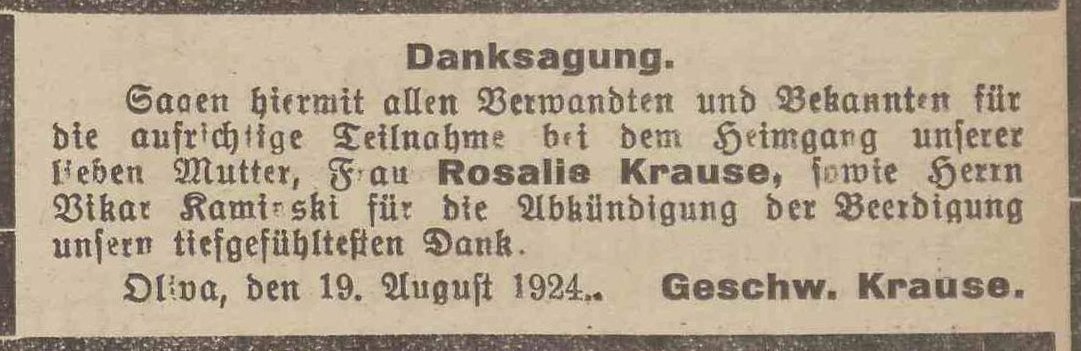 Danksagung.
Sagen hiermit allen Verwandten und Bekannten für
die aufrichtige Teilnahme bei dem Heimgang unserer
lieben Mutter, Frau Rosalie Krause, sowie Herrn
Vikar Kaminski für die Abkündigung der Beerdigung
unsern tiefgefühltesten Dank.
Oliva, den 19. August 1924. Geschw. Krause.